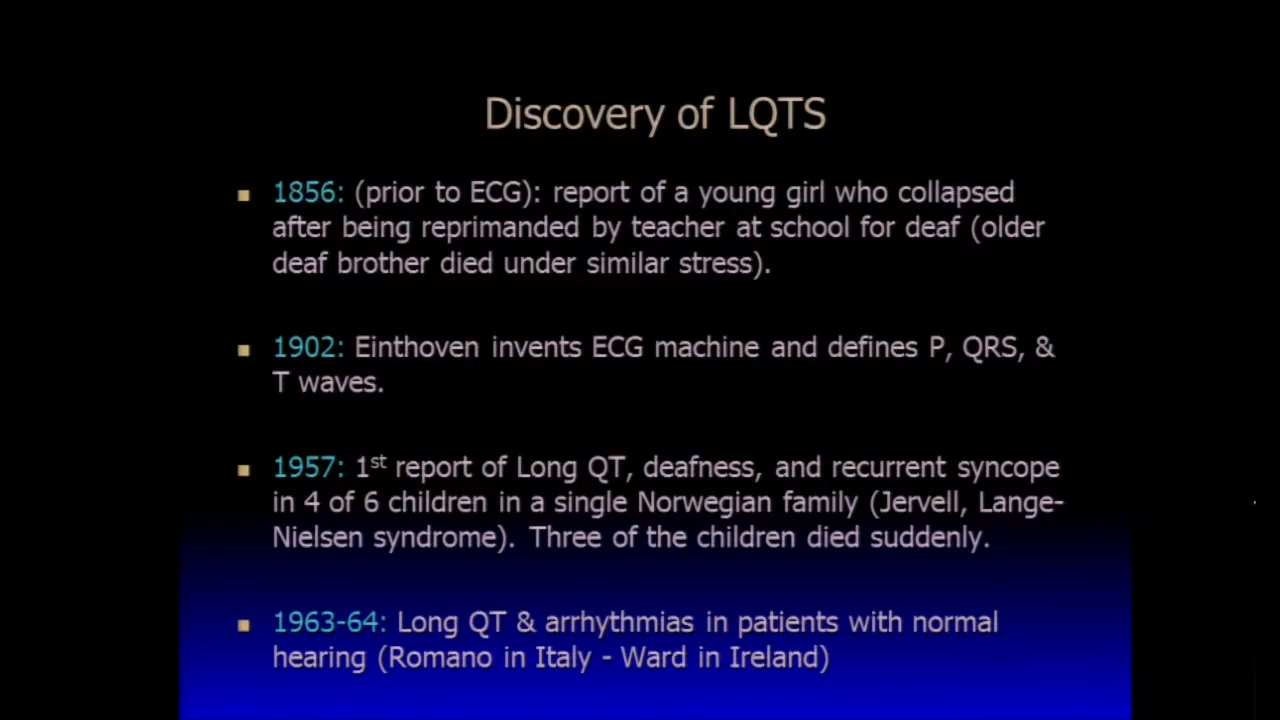 Discovery of LQTS
1856: (prior to ECG): report of a young girl who collapsed
after being reprimanded by teacher at school for deaf (older
deaf brother died under similar stress).
1902: Einthoven invents ECG machine and defines P, QRS, &
T waves.
1957: 1st report of Long QT, deafness, and recurrent syncope
in 4 of 6 children in a single Norwegian family (Jervell, Lange-
Nielsen syndrome). Three of the children died suddenly.
1963-64: Long QT & arrhythmias in patients with normal
hearing (Romano in Italy - Ward in Ireland)